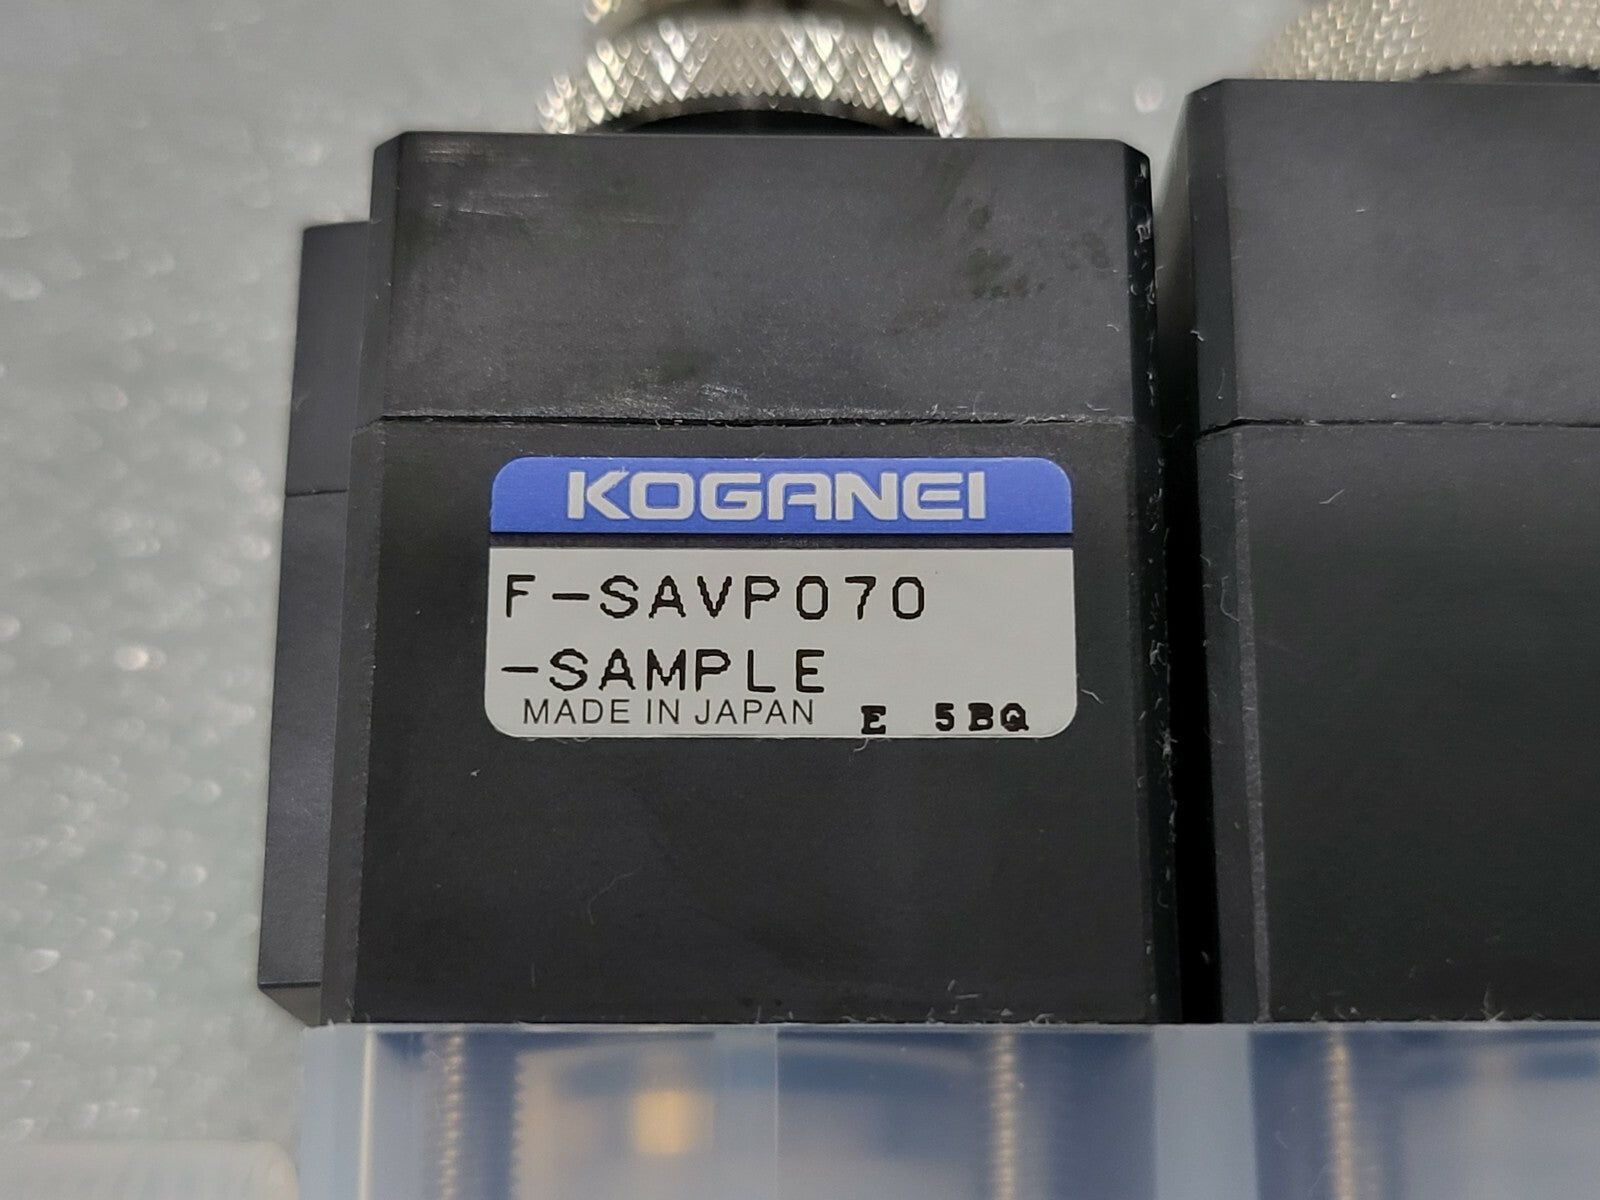 KOGANEI
F-SAVP070
-SAMPLE
MADE IN JAPAN E 5BQ